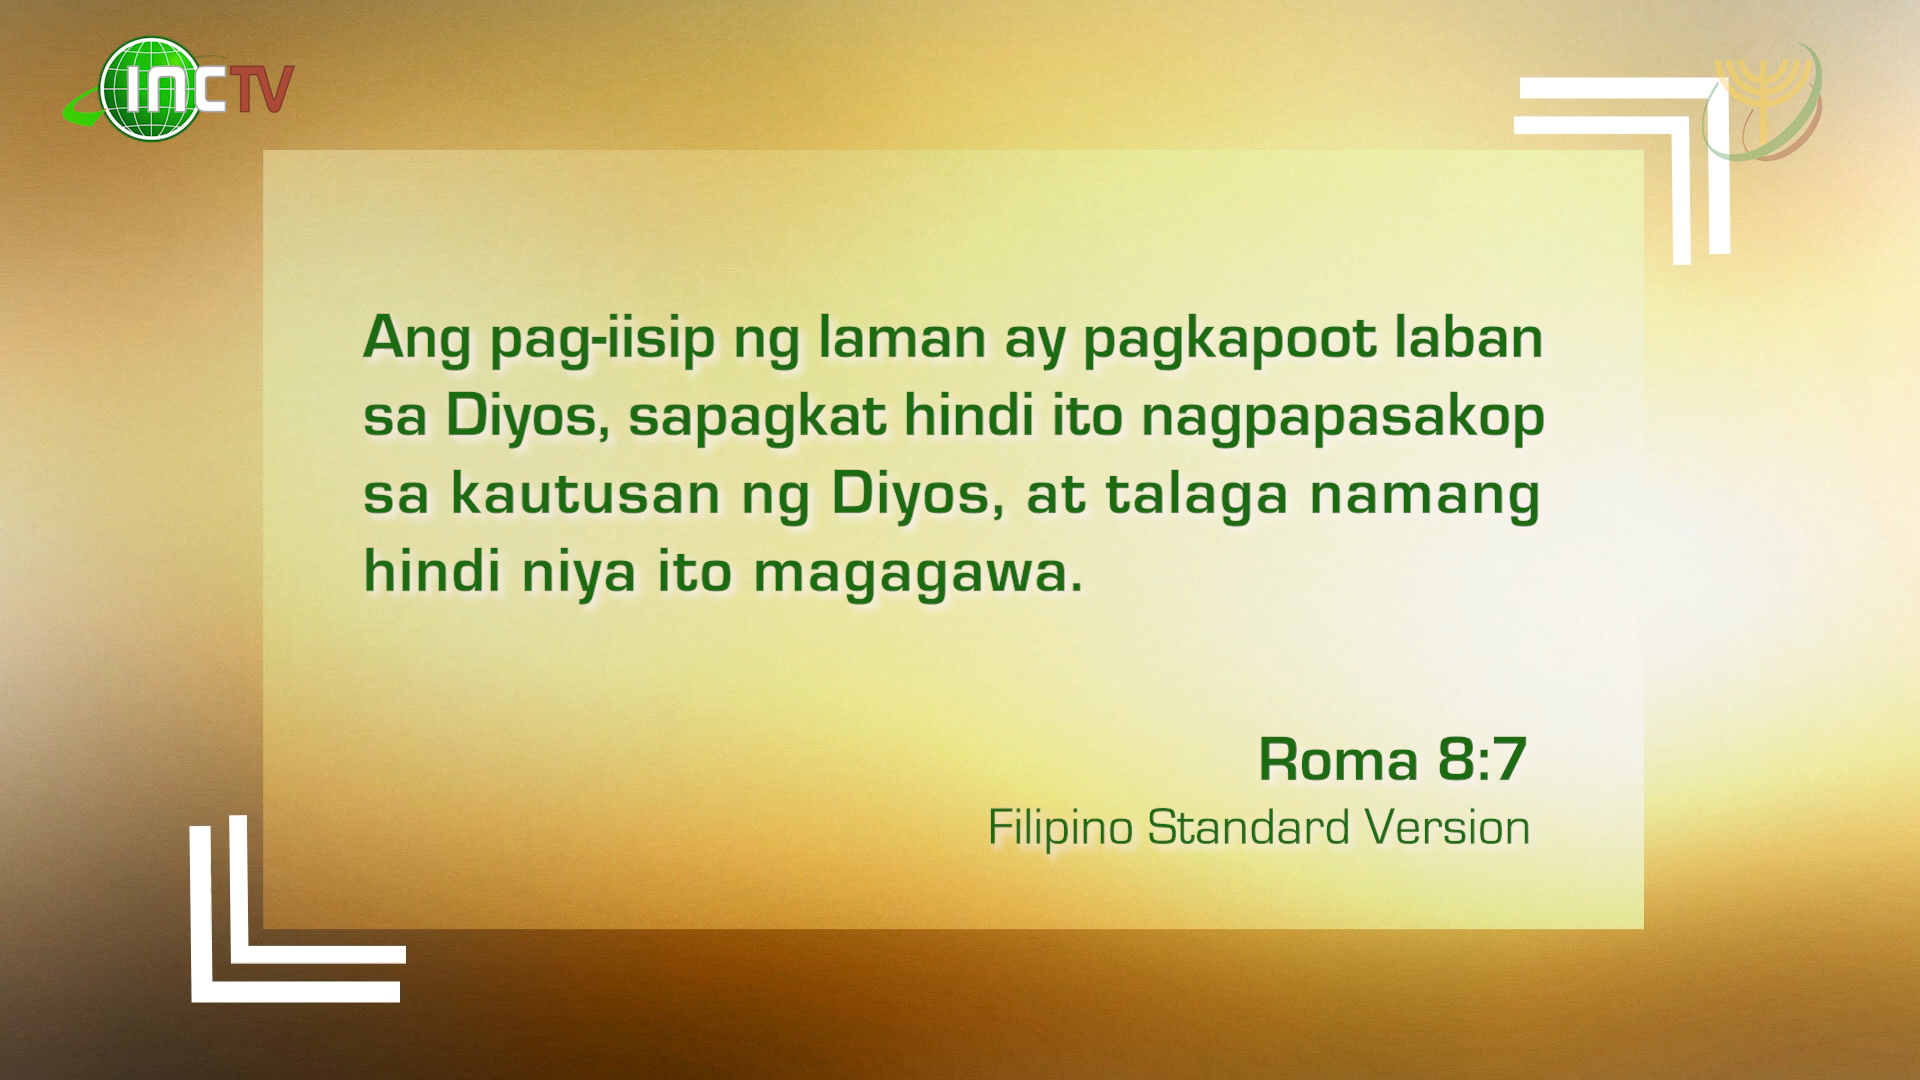 INCTV
Ang pag-iisip ng laman ay pagkapoot laban
sa Diyos, sapagkat hindi ito nagpapasakop
sa kautusan ng Diyos, at talaga namang
hindi niya ito magagawa.
Roma 8:7
Filipino Standard Version